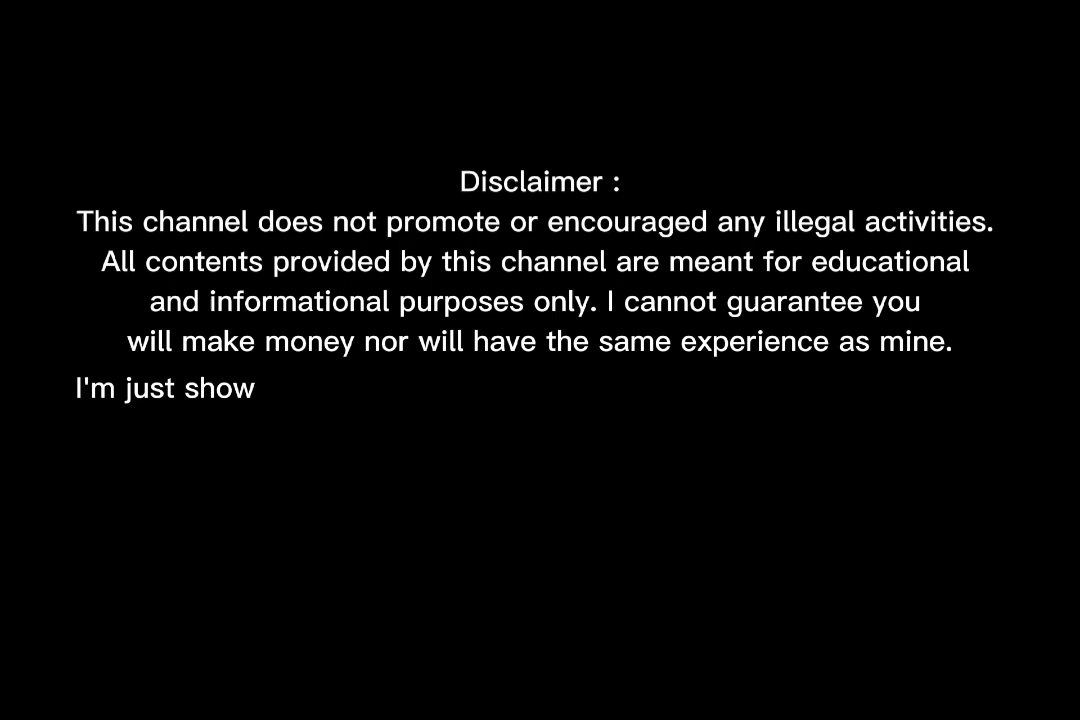 Disclaimer :
This channel does not promote or encouraged any illegal activities.
All contents provided by this channel are meant for educational
and informational purposes only. I cannot guarantee you
will make money nor will have the same experience as mine.
I'm just show